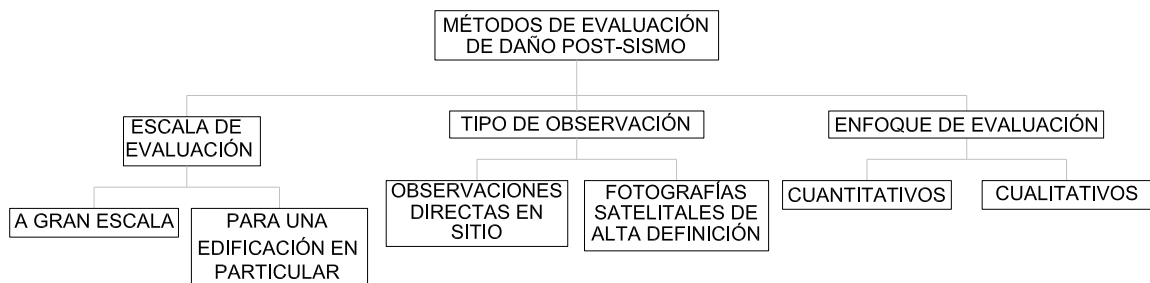 MÉTODOS DE EVALUACIÓN
DE DAÑO POST-SISMO
ESCALA DE
EVALUACIÓN
TIPO DE OBSERVACIÓN
ENFOQUE DE EVALUACIÓN
A GRAN ESCALA
PARA UNA
EDIFICACIÓN EN
PARTICULAR
OBSERVACIONES
DIRECTAS EN
SITIO
FOTOGRAFÍAS
SATELITALES DE
ALTA DEFINICIÓN
CUANTITATIVOS
CUALITATIVOS